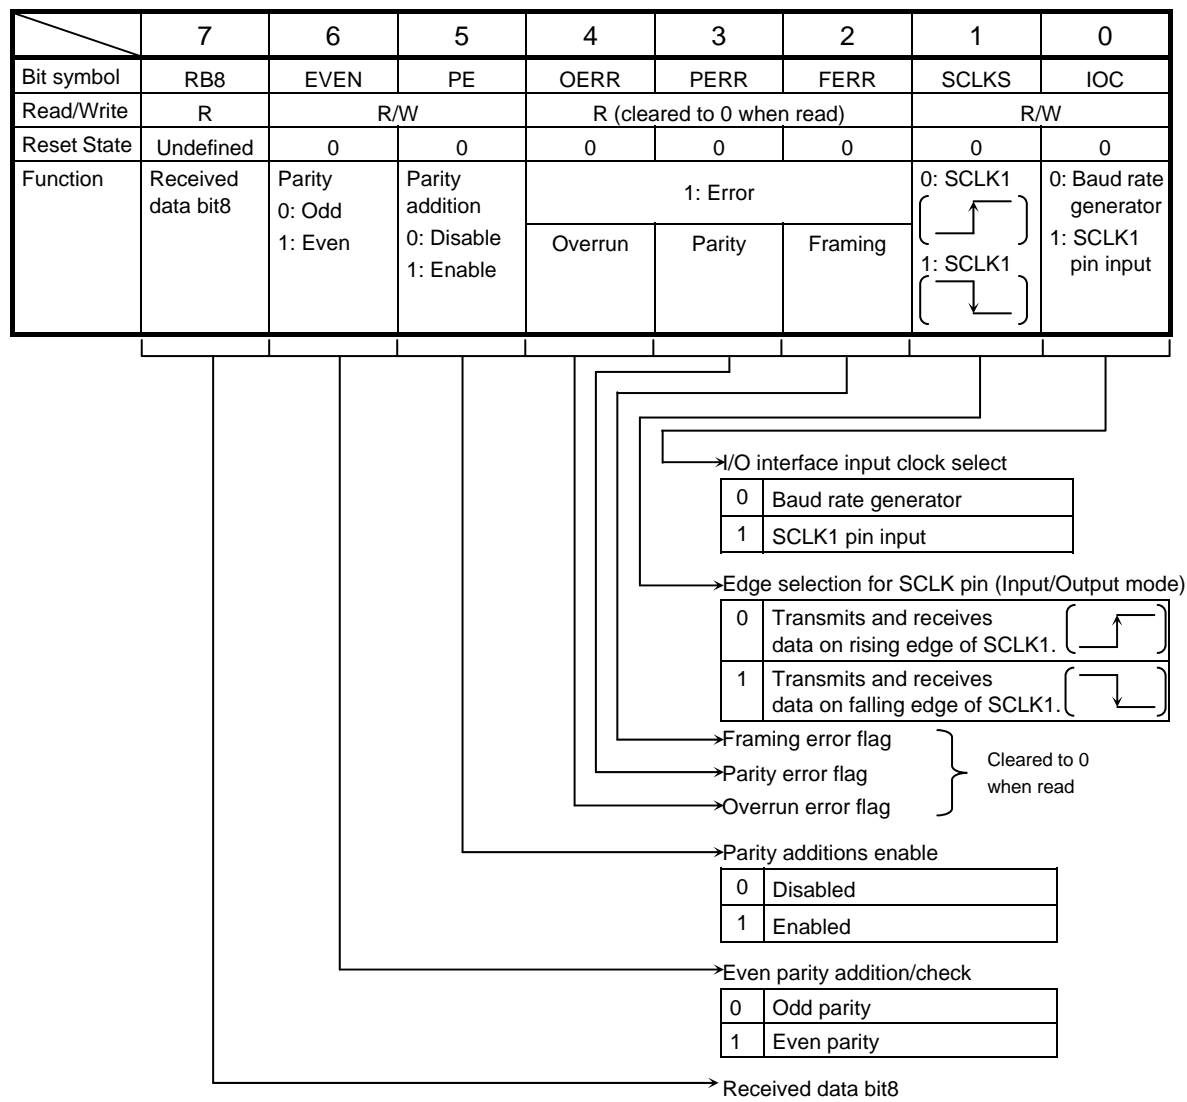 7 6 5 4 3 2 1 0
Bit symbol RB8 EVEN PE OERR PERR FERR SCLKS IOC
Read/Write R R/W R (cleared to 0 when read) R/W
Reset State Undefined 0 0 0 0 0 0 0
Function
Received
data bit8
Parity
0: Odd
1: Even
Parity
addition
0: Disable
1: Enable
1: Error
Overrun Parity Framing
0: SCLK1
1: SCLK1
0: Baud rate
generator
1: SCLK1
pin input
I/O interface input clock select
0 Baud rate generator
1 SCLK1 pin input
Edge selection for SCLK pin (Input/Output mode)
0 Transmits and receives
data on rising edge of SCLK1.
1 Transmits and receives
data on falling edge of SCLK1.
Framing error flag
Parity error flag
Overrun error flag
Cleared to 0
when read
Parity additions enable
0 Disabled
1 Enabled
Even parity addition/check
0 Odd parity
1 Even parity
Received data bit8